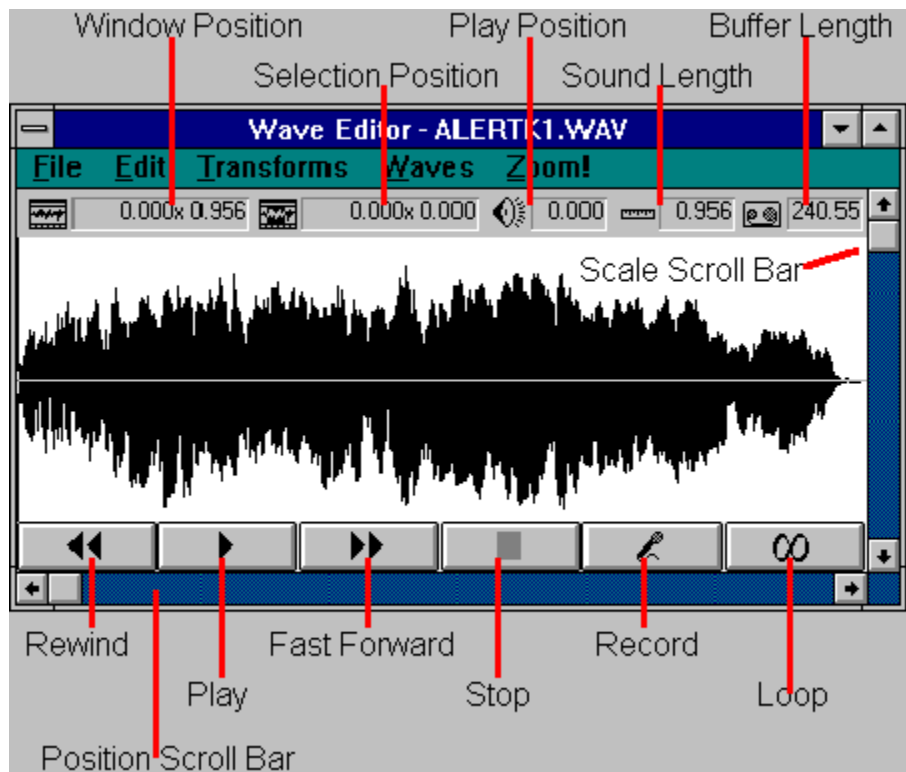 Window Position Play Position Buffer Length
Selection Position Sound Length
Wave Editor - ALERTK1.WAV
File Edit Transforms Waves Zoom!
0.000x 0.956 0.000x 0.000 0.000 0.956 240.55
Scale Scroll Bar
Rewind Fast Forward Record
Play Stop Loop
Position Scroll Bar